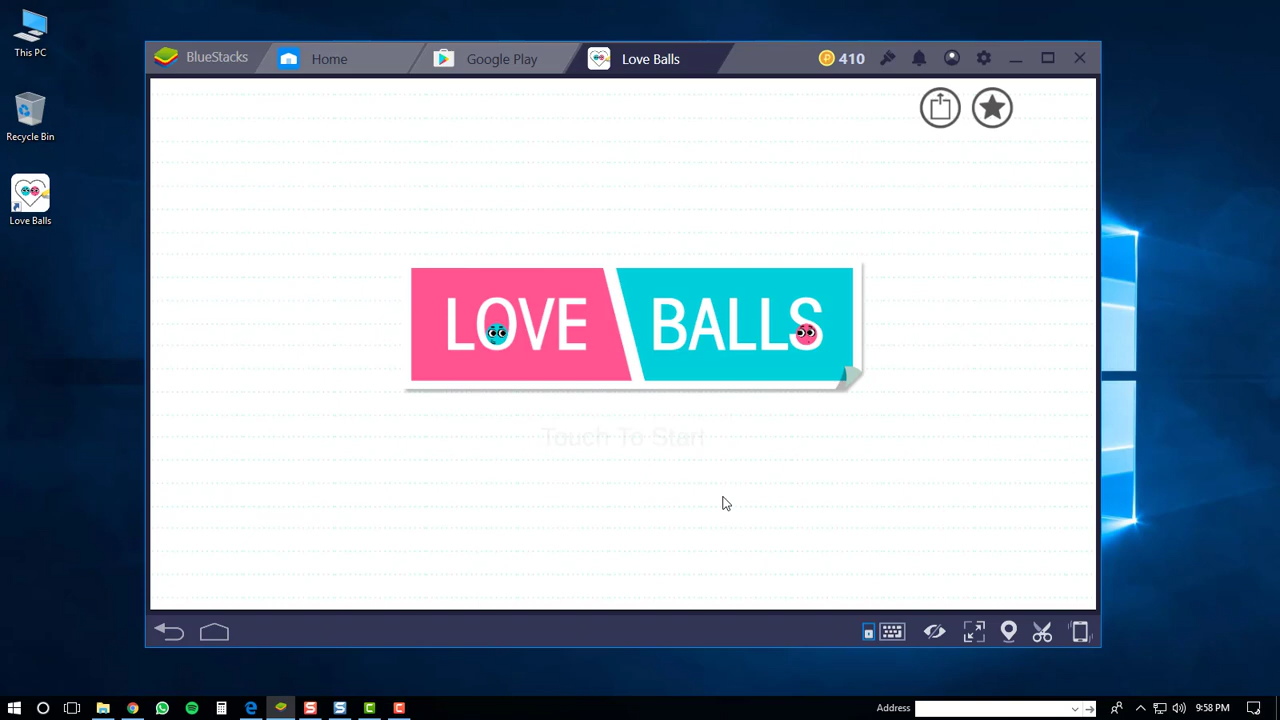 This PC
Recycle Bin
Love Balls
BlueStacks
Home
Google Play
Love Balls
410
LOVE BALLS
Touch To Start
Address
9:58 PM